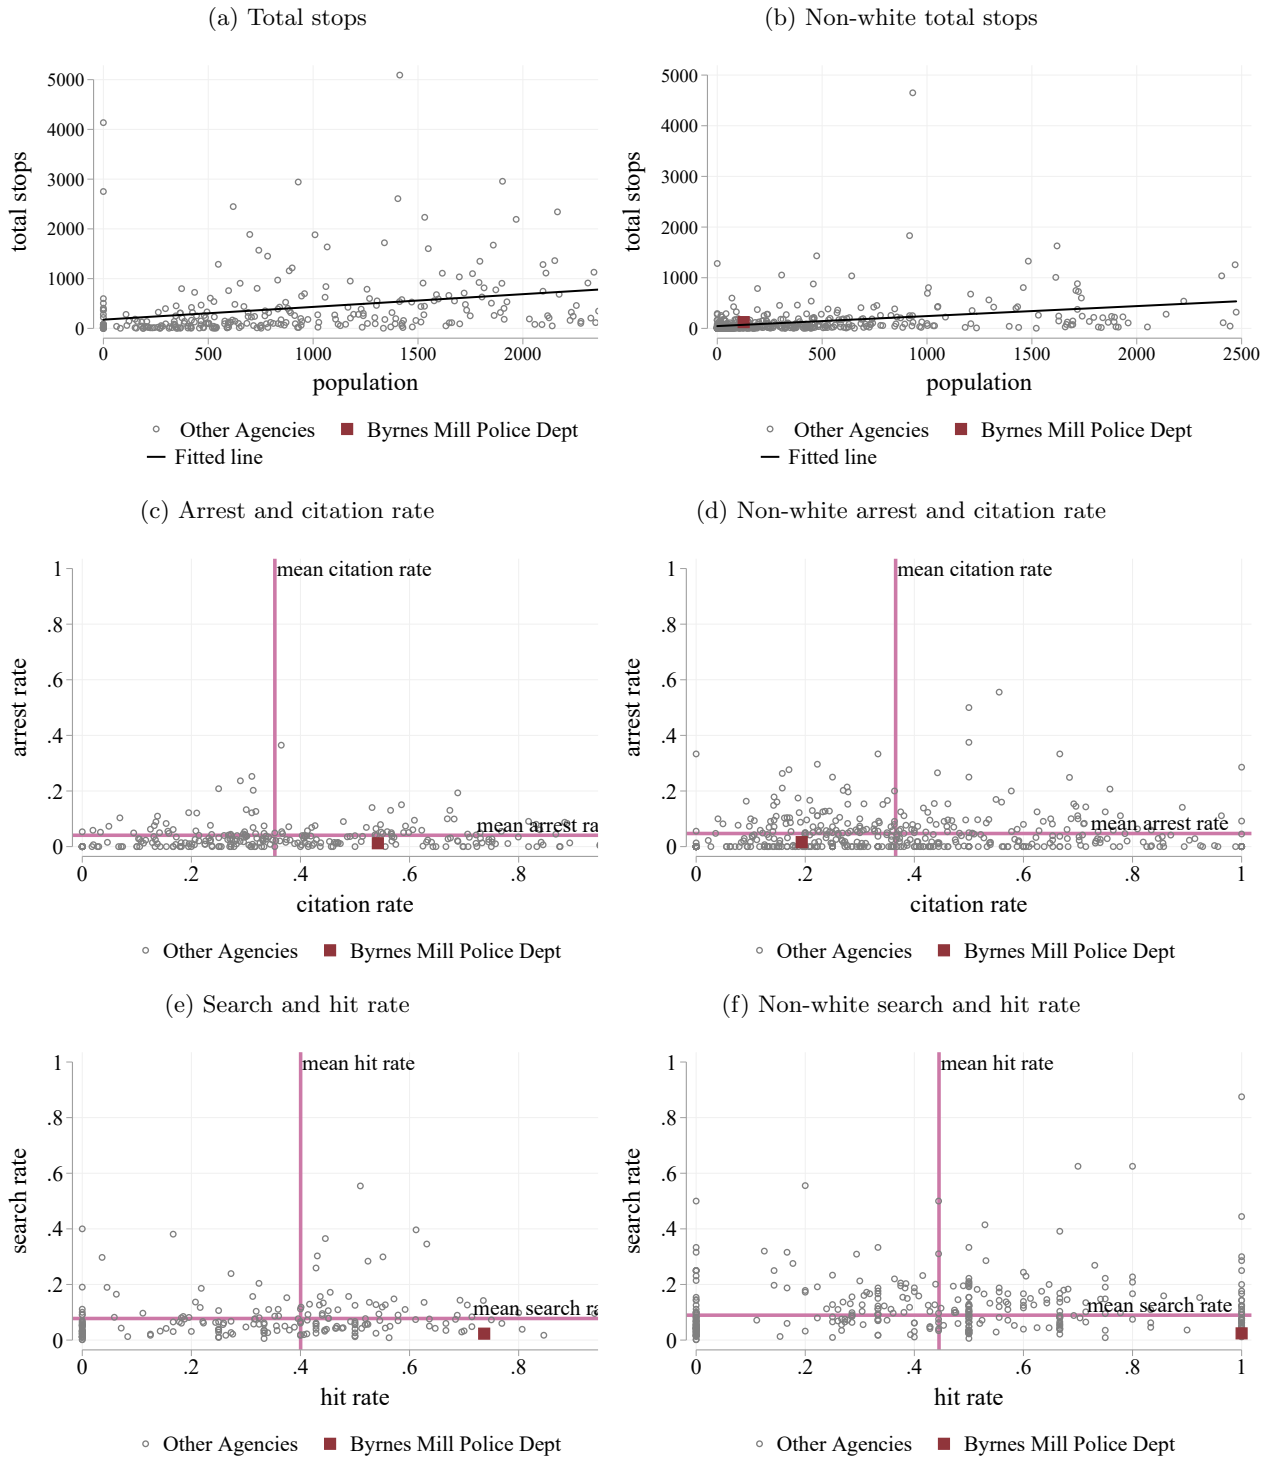 (a) Total stops
(b) Non-white total stops
5000
4000
3000
2000
1000
0
total stops
0 500 1000 1500 2000
population
Other Agencies Byrnes Mill Police Dept
Fitted line
5000
4000
3000
2000
1000
0
total stops
0 500 1000 1500 2000 2500
population
Other Agencies Byrnes Mill Police Dept
Fitted line
(c) Arrest and citation rate
(d) Non-white arrest and citation rate
1
.8
.6
.4
.2
0
arrest rate
mean citation rate
mean arrest ra
0 .2 .4 .6 .8
citation rate
Other Agencies Byrnes Mill Police Dept
1
.8
.6
.4
.2
0
arrest rate
mean citation rate
mean arrest rate
0 .2 .4 .6 .8 1
citation rate
Other Agencies Byrnes Mill Police Dept
(e) Search and hit rate
(f) Non-white search and hit rate
1
.8
.6
.4
.2
0
search rate
mean hit rate
mean search ra
0 .2 .4 .6 .8
hit rate
Other Agencies Byrnes Mill Police Dept
1
.8
.6
.4
.2
0
search rate
mean hit rate
mean search rate
0 .2 .4 .6 .8 1
hit rate
Other Agencies Byrnes Mill Police Dept